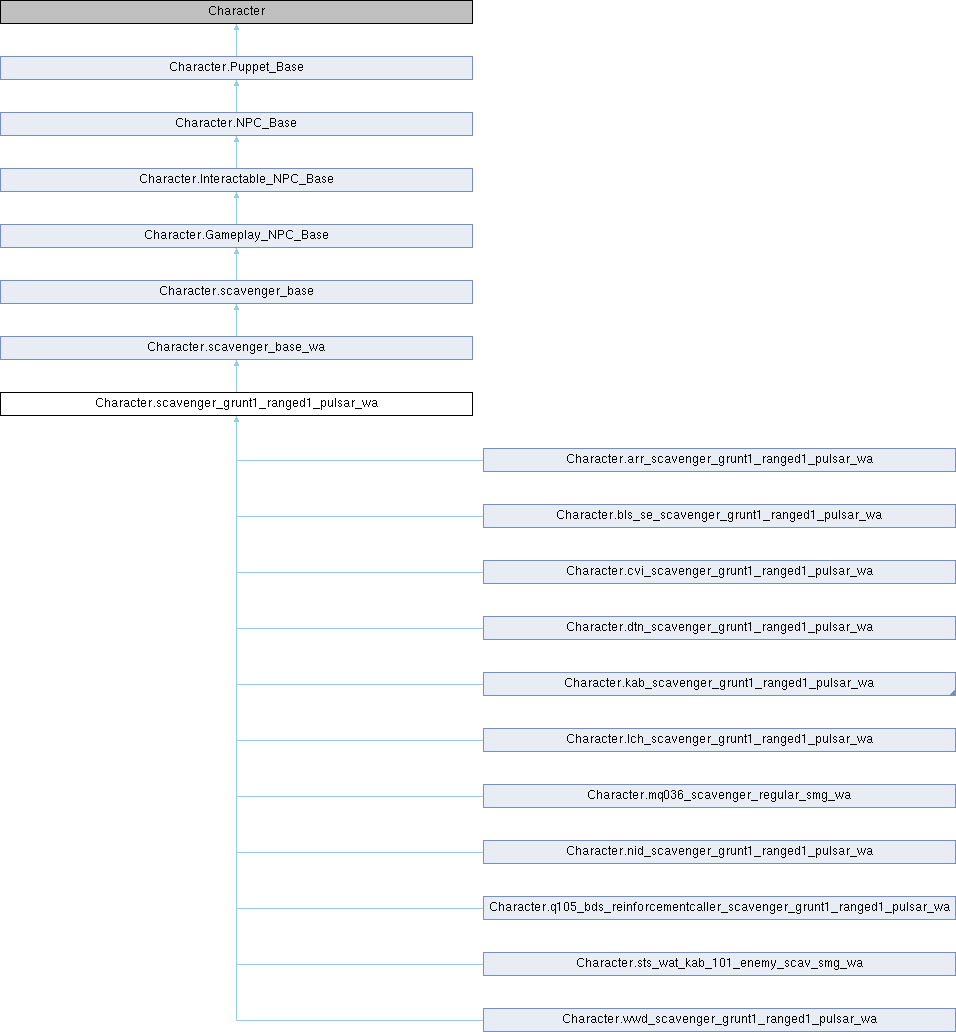 Character
Character.Puppet_Base
Character.NPC_Base
Character.Interactable_NPC_Base
Character.Gameplay_NPC_Base
Character.scavenger_base
Character.scavenger_base_wa
Character.scavenger_grunt1_ranged1_pulsar_wa
Character.arr_scavenger_grunt1_ranged1_pulsar_wa
Character.bls_se_scavenger_grunt1_ranged1_pulsar_wa
Character.cvi_scavenger_grunt1_ranged1_pulsar_wa
Character.dtn_scavenger_grunt1_ranged1_pulsar_wa
Character.kab_scavenger_grunt1_ranged1_pulsar_wa
Character.lch_scavenger_grunt1_ranged1_pulsar_wa
Character.mq036_scavenger_regular_smg_wa
Character.nid_scavenger_grunt1_ranged1_pulsar_wa
Character.q105_bds_reinforcementcaller_scavenger_grunt1_ranged1_pulsar_wa
Character.sts_wat_kab_101_enemy_scav_smg_wa
Character.wwd_scavenger_grunt1_ranged1_pulsar_wa